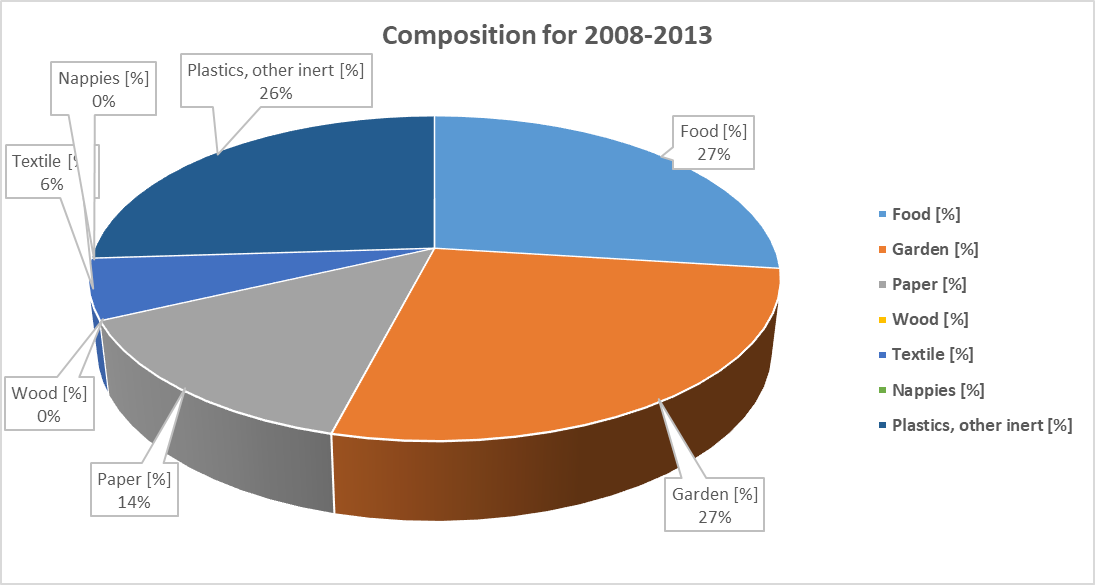 Composition for 2008-2013
Nappies [%]
0%
Plastics, other inert [%]
26%
Food [%]
27%
Textile [%
6%
Wood [%]
0%
Paper [%]
14%
Garden [%]
27%
Food [%]
Garden [%]
Paper [%]
Wood [%]
Textile [%]
Nappies [%]
Plastics, other inert [%]